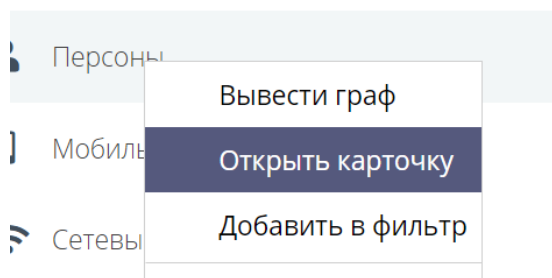 Персоны
Вывести граф
Открыть карточку
Добавить в фильтр